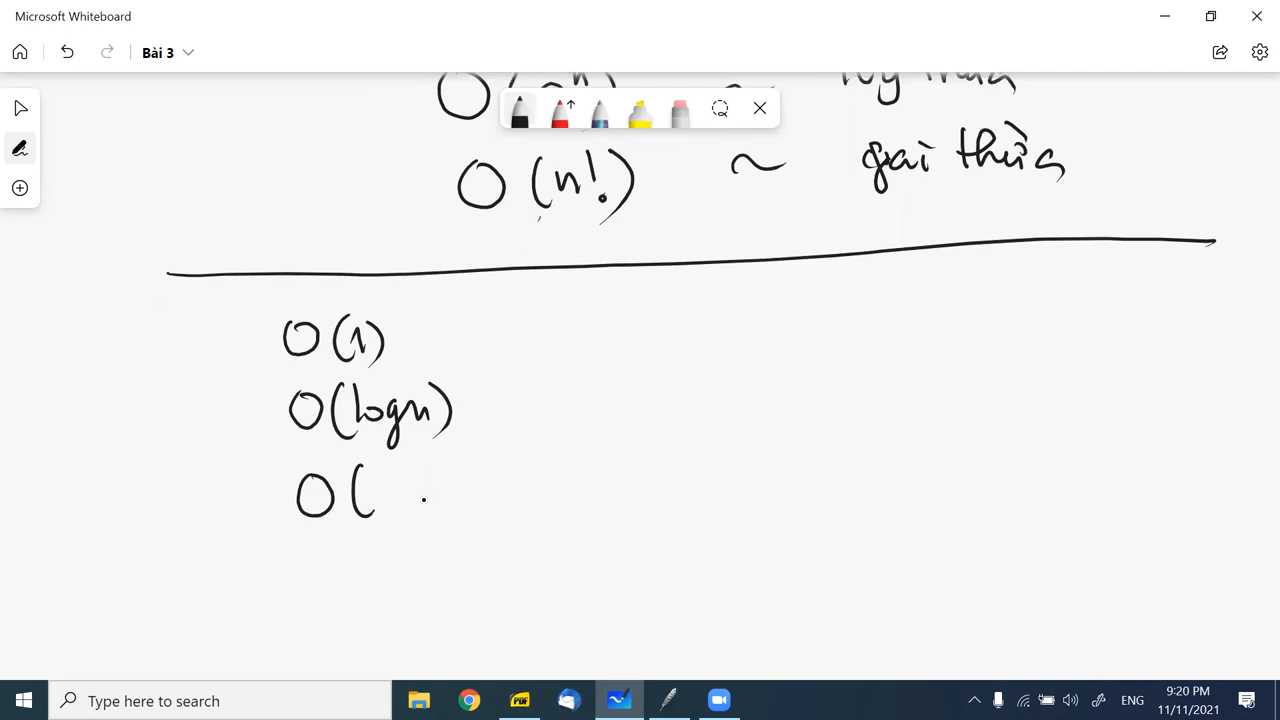 Microsoft Whiteboard
Bài 3
O(n!) ~ giai thừa
O(1)
O(logn)
O(
Type here to search
PDF
ENG
9:20 PM
11/11/2021